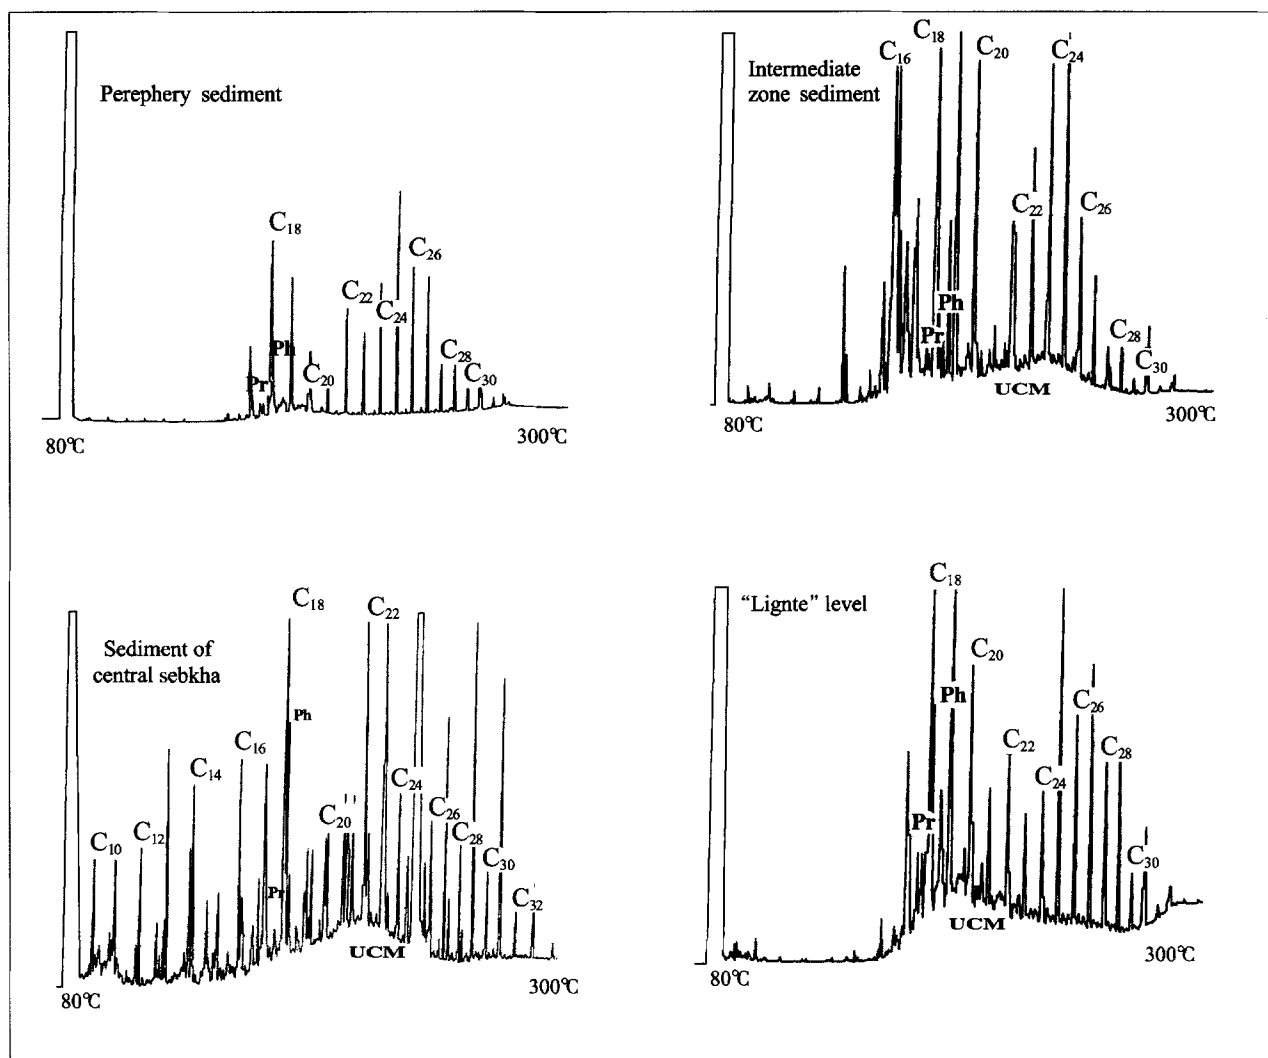 Perephery sediment
C18
C26
C22
C24
Ph
C28
Pr
C20
C30
80℃
300℃
Intermediate
zone sediment
C18
C16
C20
C24
C22
C26
Ph
Pr
C28
C30
UCM
80℃
300℃
Sediment of
central sebkha
C18
C22
Ph
C16
C14
C24
C20
C26
C12
C10
C28
C30
Pr
C32
UCM
80℃
300℃
"Lignte" level
C18
C20
Ph
C26
C22
C28
C24
Pr
C30
UCM
80℃
300℃